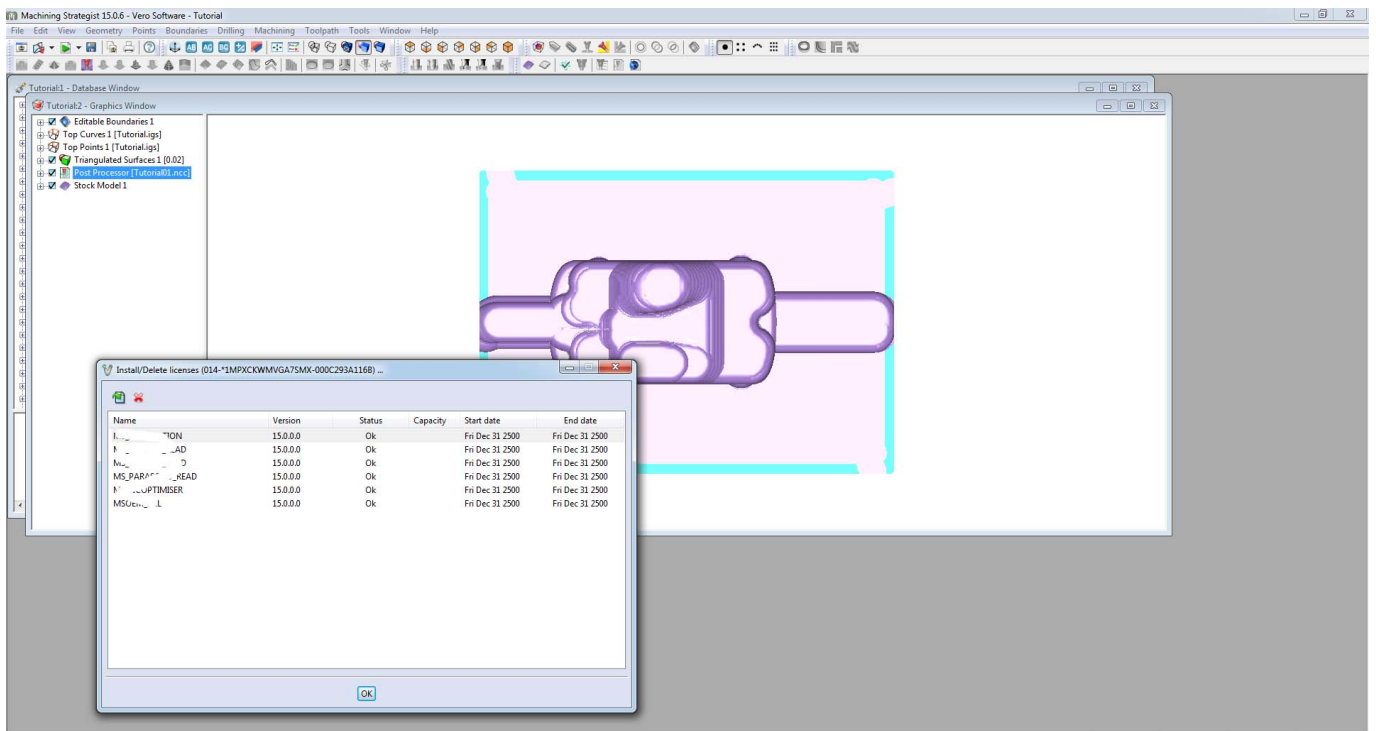 Machining Strategist 15.0.6 - Vero Software - Tutorial
File Edit View Geometry Points Boundaries Drilling Machining Toolpath Tools Window Help
AB AC BC
Tutorial:1 - Database Window
Tutorial:2 - Graphics Window
Editable Boundaries 1
Top Curves 1 [Tutorial.igs]
Top Points 1 [Tutorial.igs]
Triangulated Surfaces 1 [0.02]
Post Processor [Tutorial01.ncc]
Stock Model 1
Install/Delete licenses (014-*1MPXCKWMVGA7SMX-000C293A116B) ...
Name Version Status Capacity Start date End date
15.0.0.0 Ok Fri Dec 31 2500 Fri Dec 31 2500
15.0.0.0 Ok Fri Dec 31 2500 Fri Dec 31 2500
15.0.0.0 Ok Fri Dec 31 2500 Fri Dec 31 2500
15.0.0.0 Ok Fri Dec 31 2500 Fri Dec 31 2500
15.0.0.0 Ok Fri Dec 31 2500 Fri Dec 31 2500
15.0.0.0 Ok Fri Dec 31 2500 Fri Dec 31 2500
OK